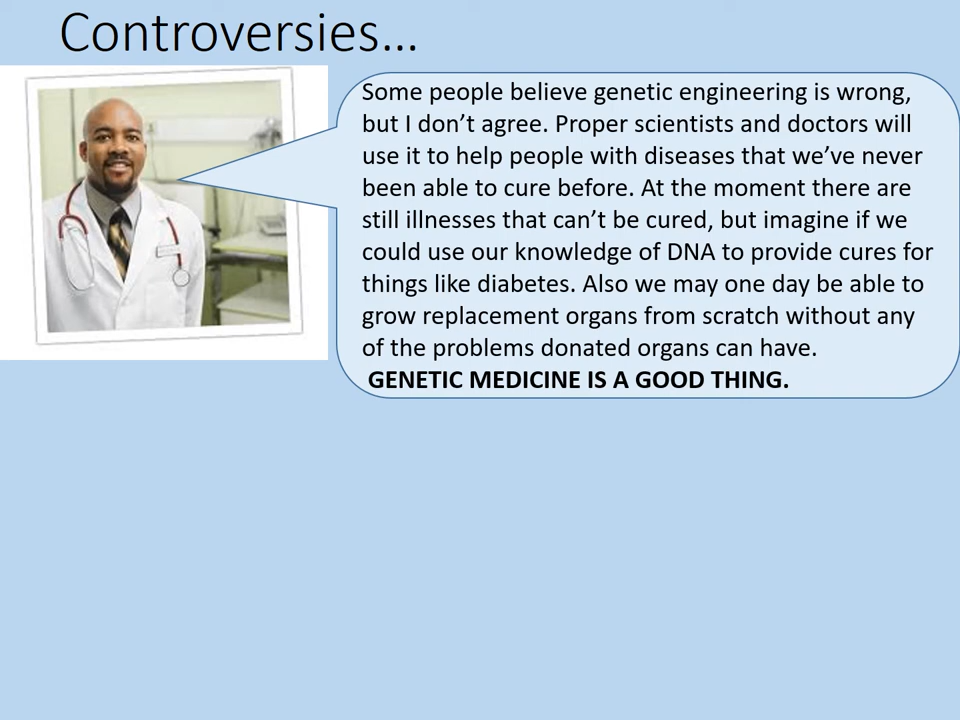 Controversies...
Some people believe genetic engineering is wrong,
but I don’t agree. Proper scientists and doctors will
use it to help people with diseases that we’ve never
been able to cure before. At the moment there are
still illnesses that can’t be cured, but imagine if we
could use our knowledge of DNA to provide cures for
things like diabetes. Also we may one day be able to
grow replacement organs from scratch without any
of the problems donated organs can have.
GENETIC MEDICINE IS A GOOD THING.